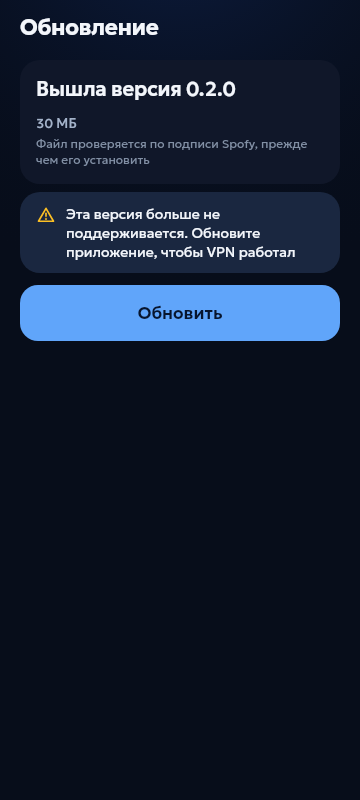 Обновление
Вышла версия 0.2.0
30 МБ
Файл проверяется по подписи Spofy, прежде
чем его установить
Эта версия больше не
поддерживается. Обновите
приложение, чтобы VPN работал
Обновить